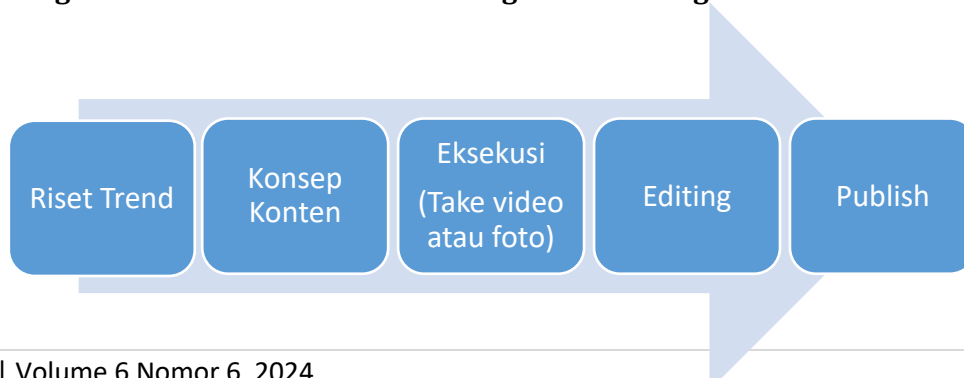 Riset Trend
Konsep
Konten
Eksekusi
(Take video
atau foto)
Editing
Publish
Volume 6 Nomor 6, 2024